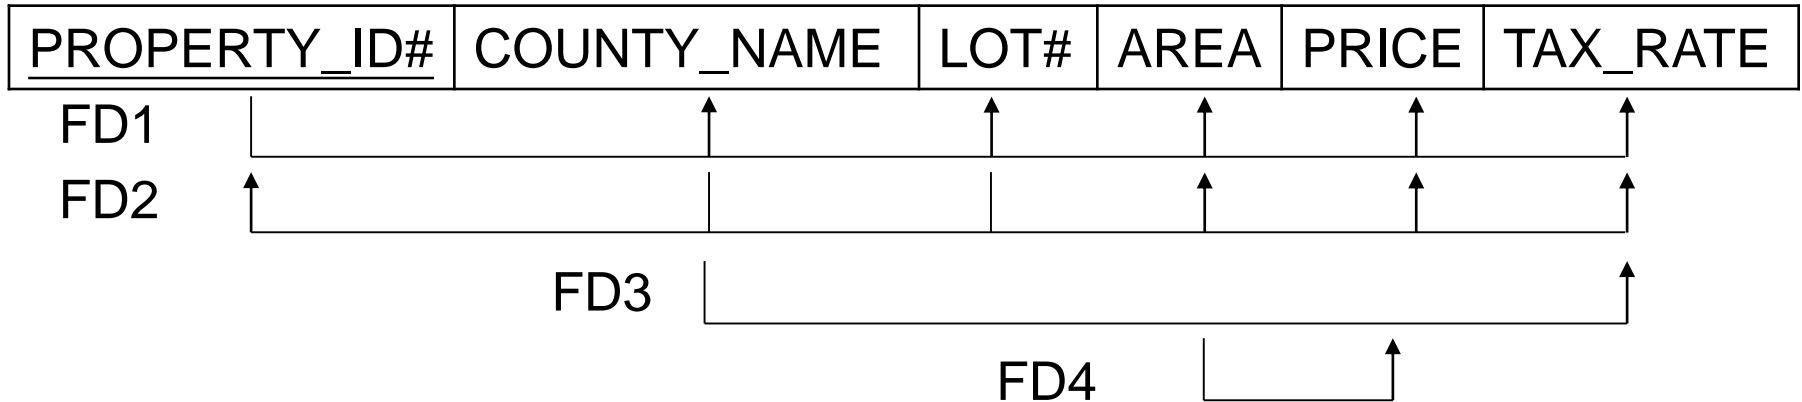 PROPERTY_ID# COUNTY_NAME LOT# AREA PRICE TAX_RATE
FD1
FD2
FD3
FD4